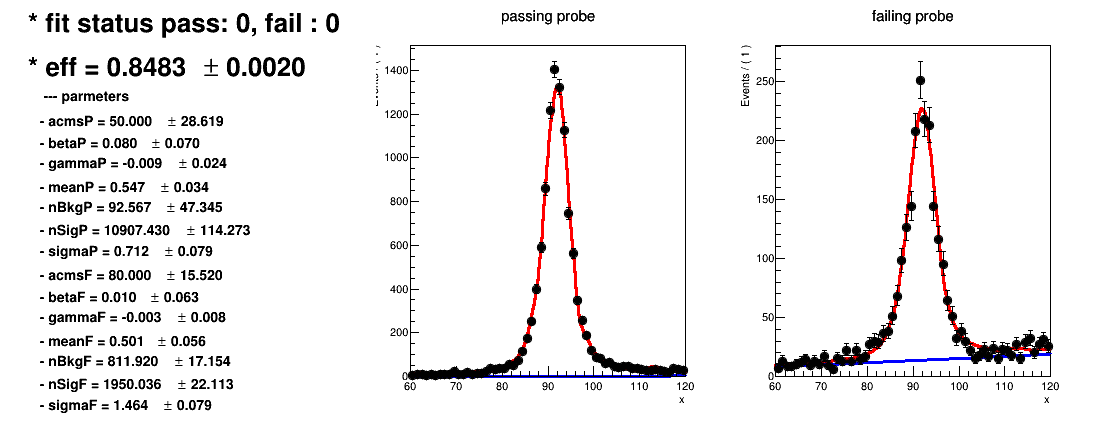 * fit status pass: 0, fail : 0
* eff = 0.8483 ± 0.0020
--- parmeters
- acmsP = 50.000 ± 28.619
- betaP = 0.080 ± 0.070
- gammaP = -0.009 ± 0.024
- meanP = 0.547 ± 0.034
- nBkgP = 92.567 ± 47.345
- nSigP = 10907.430 ± 114.273
- sigmaP = 0.712 ± 0.079
- acmsF = 80.000 ± 15.520
- betaF = 0.010 ± 0.063
- gammaF = -0.003 ± 0.008
- meanF = 0.501 ± 0.056
- nBkgF = 811.920 ± 17.154
- nSigF = 1950.036 ± 22.113
- sigmaF = 1.464 ± 0.079
passing probe
1400
1200
1000
800
600
400
200
0
60 70 80 90 100 110 120
x
failing probe
Events / ( 1 )
250
200
150
100
50
0
60 70 80 90 100 110 120
x